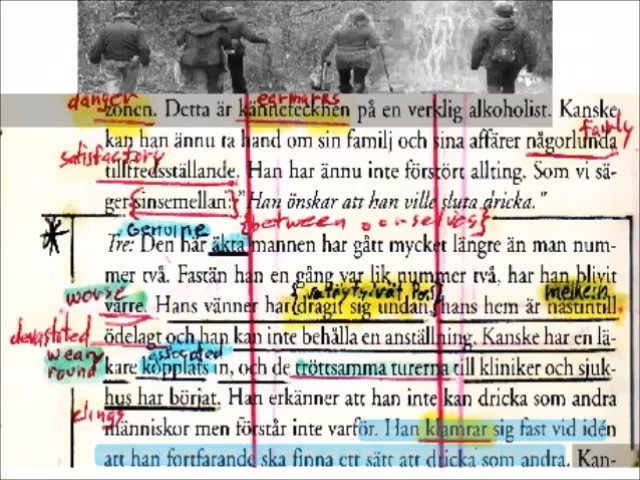 danger earmarks
zonen. Detta är kännetecknen på en verklig alkoholist. Kanske
fairly
kan han ännu ta hand om sin familj och sina affärer någorlunda
satisfactory
tillfredsställande. Han har ännu inte förstört allting. Som vi sä-
ger {sinsemellan:} "Han önskar att han ville sluta dricka."
Genuine {between ourselves}
Tre: Den här äkta mannen har gått mycket längre än man num-
mer två. Fastän han en gång var lik nummer två, har han blivit
worse melkein
värre. Hans vänner har {dragit sig undan,} hans hem är nästintill
devastated
ödelagt och han kan inte behålla en anställning. Kanske har en lä-
weary associated
round
kare kopplats in, och de tröttsamma turerna till kliniker och sjuk-
hus har börjat. Han erkänner att han inte kan dricka som andra
clings
människor men förstår inte varför. Han klamrar sig fast vid idén
att han fortfarande ska finna ett sätt att dricka som andra. Kan-